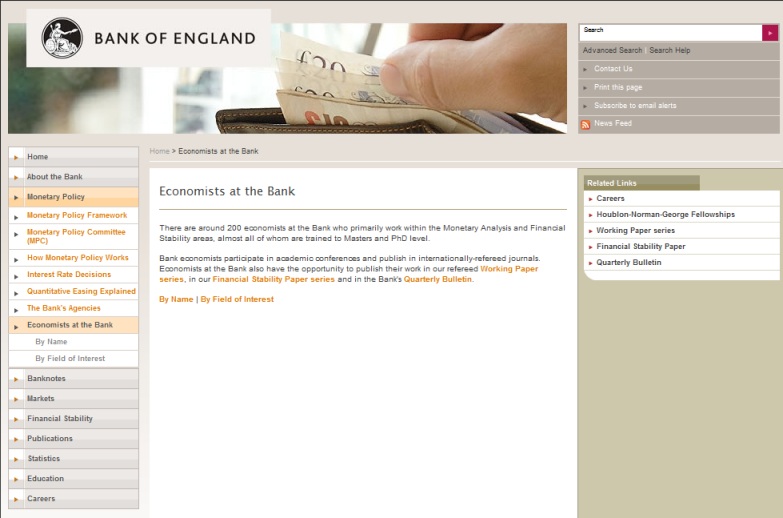 BANK OF ENGLAND
Search
Advanced Search | Search Help
Contact Us
Print this page
Subscribe to email alerts
News Feed
Home
About the Bank
Monetary Policy
Monetary Policy Framework
Monetary Policy Committee
(MPC)
How Monetary Policy Works
Interest Rate Decisions
Quantitative Easing Explained
The Bank's Agencies
Economists at the Bank
By Name
By Field of Interest
Banknotes
Markets
Financial Stability
Publications
Statistics
Education
Careers
Home > Economists at the Bank
Economists at the Bank
There are around 200 economists at the Bank who primarily work within the Monetary Analysis and Financial
Stability areas, almost all of whom are trained to Masters and PhD level.
Bank economists participate in academic conferences and publish in internationally-refereed journals.
Economists at the Bank also have the opportunity to publish their work in our refereed Working Paper
series, in our Financial Stability Paper series and in the Bank's Quarterly Bulletin.
By Name | By Field of Interest
Related Links
Careers
Houblon-Norman-George Fellowships
Working Paper series
Financial Stability Paper
Quarterly Bulletin